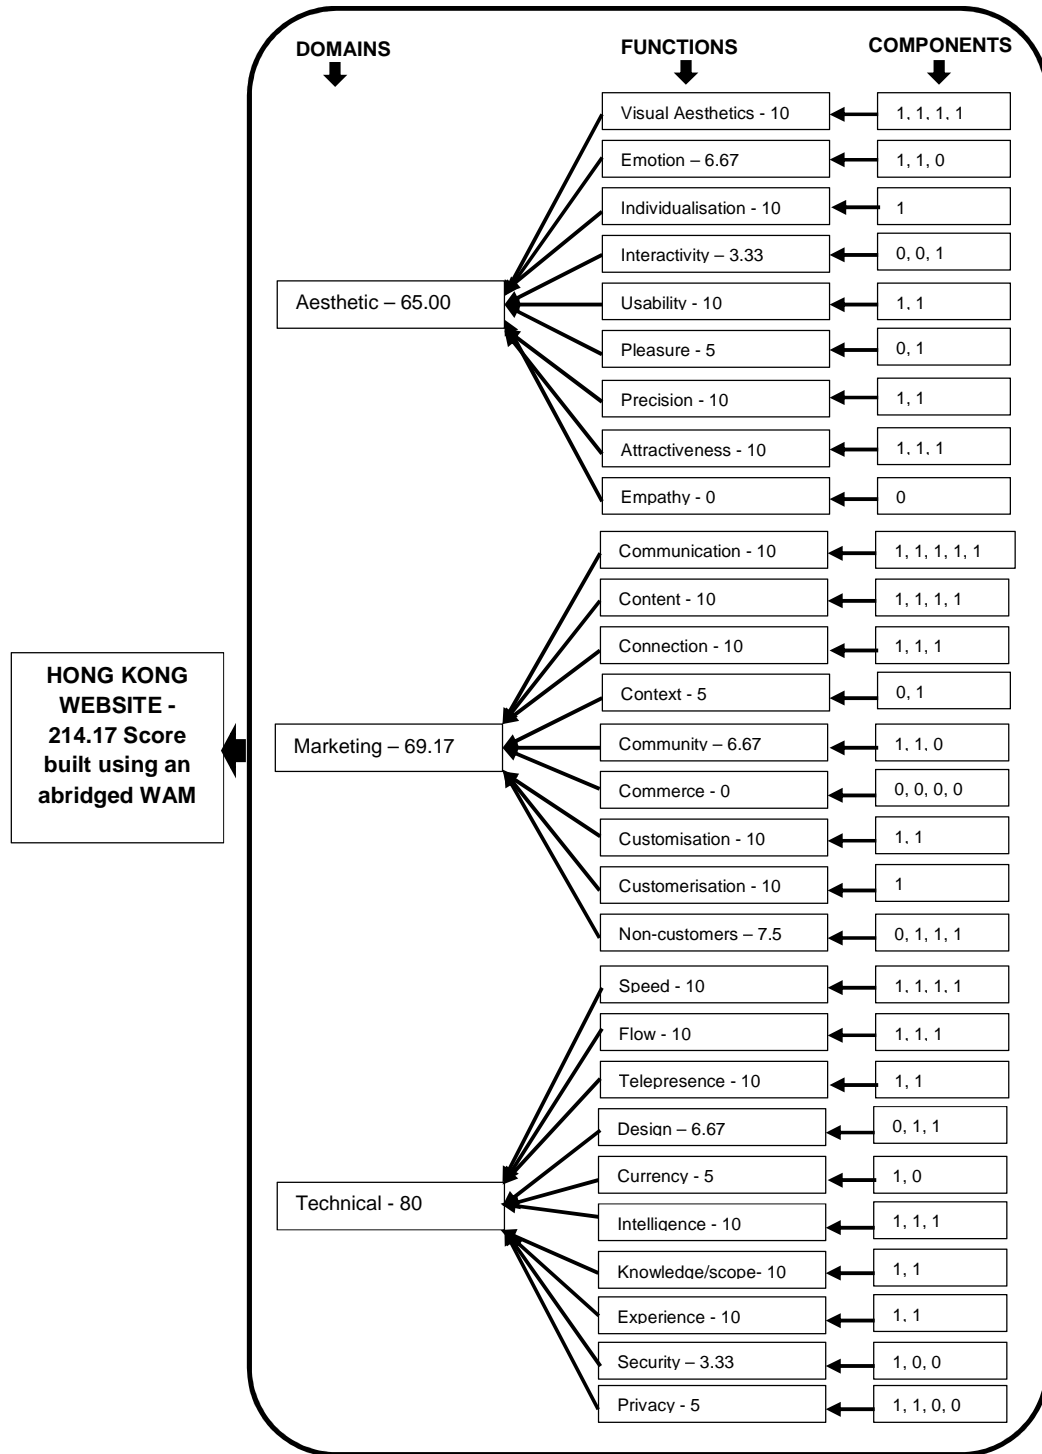 DOMAINS
FUNCTIONS
COMPONENTS
Visual Aesthetics - 10
1, 1, 1, 1
Emotion – 6.67
1, 1, 0
Individualisation - 10
1
Interactivity – 3.33
0, 0, 1
Aesthetic – 65.00
Usability - 10
1, 1
Pleasure - 5
0, 1
Precision - 10
1, 1
Attractiveness - 10
1, 1, 1
Empathy - 0
0
Communication - 10
1, 1, 1, 1, 1
Content - 10
1, 1, 1, 1
Connection - 10
1, 1, 1
HONG KONG
WEBSITE -
214.17 Score
built using an
abridged WAM
Context - 5
0, 1
Marketing – 69.17
Community – 6.67
1, 1, 0
Commerce - 0
0, 0, 0, 0
Customisation - 10
1, 1
Customerisation - 10
1
Non-customers – 7.5
0, 1, 1, 1
Speed - 10
1, 1, 1, 1
Flow - 10
1, 1, 1
Telepresence - 10
1, 1
Design – 6.67
0, 1, 1
Currency - 5
1, 0
Technical - 80
Intelligence - 10
1, 1, 1
Knowledge/scope- 10
1, 1
Experience - 10
1, 1
Security – 3.33
1, 0, 0
Privacy - 5
1, 1, 0, 0